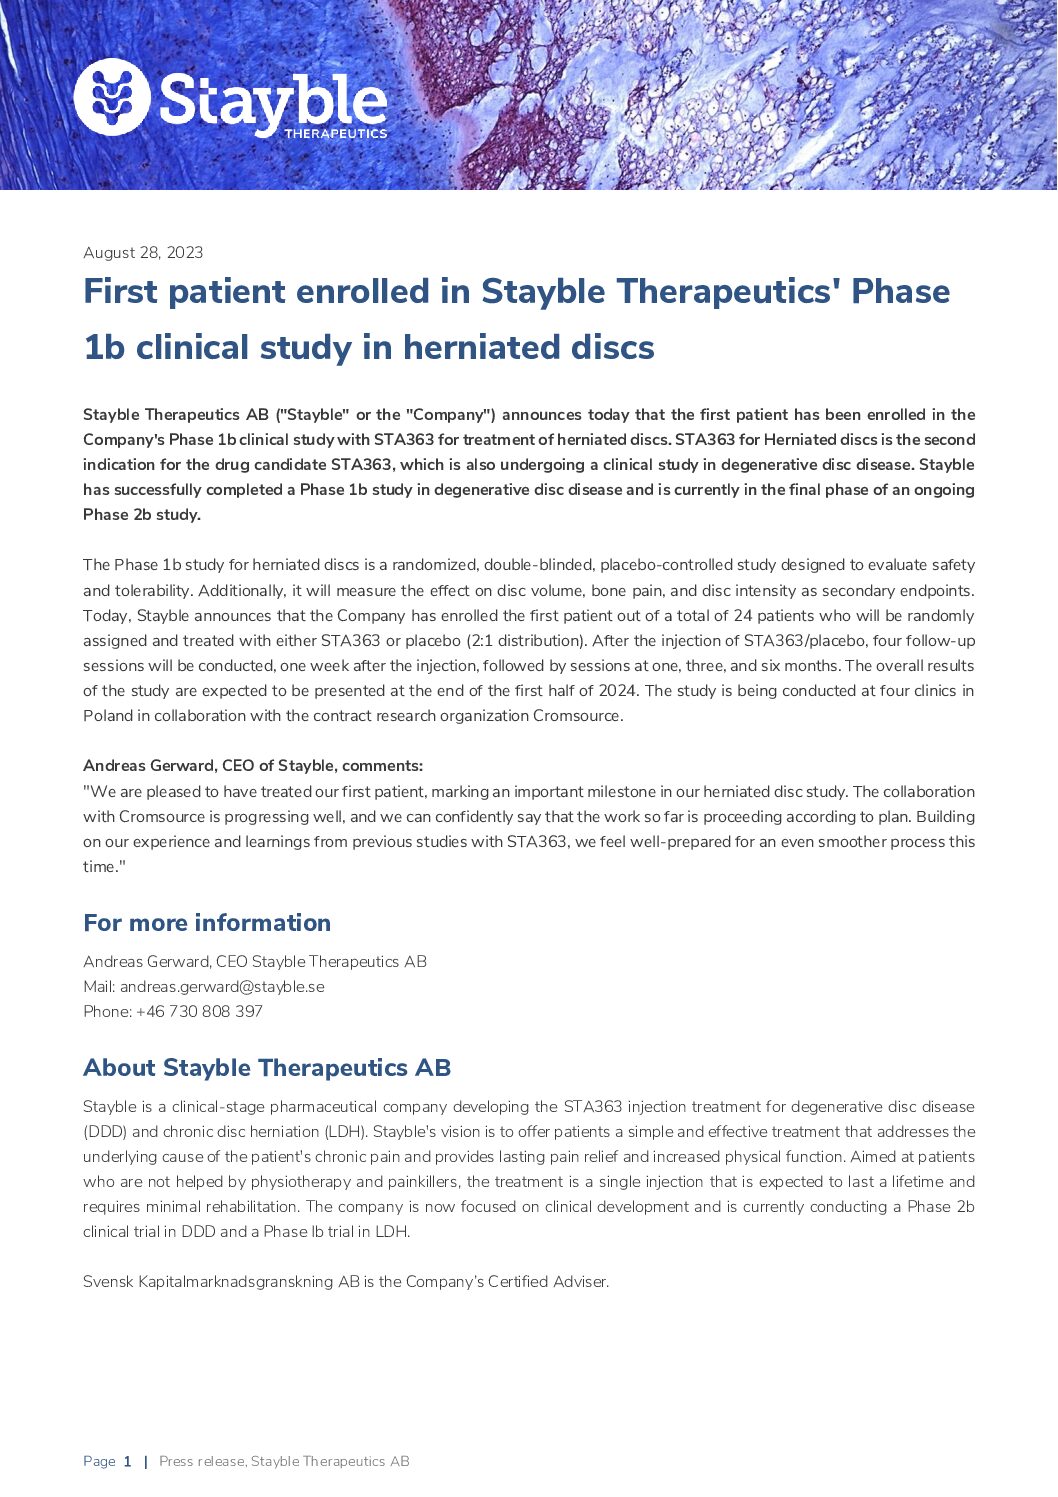 Stayble
THERAPEUTICS
August 28, 2023
First patient enrolled in Stayble Therapeutics' Phase
1b clinical study in herniated discs
Stayble Therapeutics AB ("Stayble" or the "Company") announces today that the first patient has been enrolled in the
Company's Phase 1b clinical study with STA363 for treatment of herniated discs. STA363 for Herniated discs is the second
indication for the drug candidate STA363, which is also undergoing a clinical study in degenerative disc disease. Stayble
has successfully completed a Phase 1b study in degenerative disc disease and is currently in the final phase of an ongoing
Phase 2b study.
The Phase 1b study for herniated discs is a randomized, double-blinded, placebo-controlled study designed to evaluate safety
and tolerability. Additionally, it will measure the effect on disc volume, bone pain, and disc intensity as secondary endpoints.
Today, Stayble announces that the Company has enrolled the first patient out of a total of 24 patients who will be randomly
assigned and treated with either STA363 or placebo (2:1 distribution). After the injection of STA363/placebo, four follow-up
sessions will be conducted, one week after the injection, followed by sessions at one, three, and six months. The overall results
of the study are expected to be presented at the end of the first half of 2024. The study is being conducted at four clinics in
Poland in collaboration with the contract research organization Cromsource.
Andreas Gerward, CEO of Stayble, comments:
"We are pleased to have treated our first patient, marking an important milestone in our herniated disc study. The collaboration
with Cromsource is progressing well, and we can confidently say that the work so far is proceeding according to plan. Building
on our experience and learnings from previous studies with STA363, we feel well-prepared for an even smoother process this
time."
For more information
Andreas Gerward, CEO Stayble Therapeutics AB
Mail: andreas.gerward@stayble.se
Phone: +46 730 808 397
About Stayble Therapeutics AB
Stayble is a clinical-stage pharmaceutical company developing the STA363 injection treatment for degenerative disc disease
(DDD) and chronic disc herniation (LDH). Stayble's vision is to offer patients a simple and effective treatment that addresses the
underlying cause of the patient's chronic pain and provides lasting pain relief and increased physical function. Aimed at patients
who are not helped by physiotherapy and painkillers, the treatment is a single injection that is expected to last a lifetime and
requires minimal rehabilitation. The company is now focused on clinical development and is currently conducting a Phase 2b
clinical trial in DDD and a Phase Ib trial in LDH.
Svensk Kapitalmarknadsgranskning AB is the Company's Certified Adviser.
Page 1 | Press release, Stayble Therapeutics AB